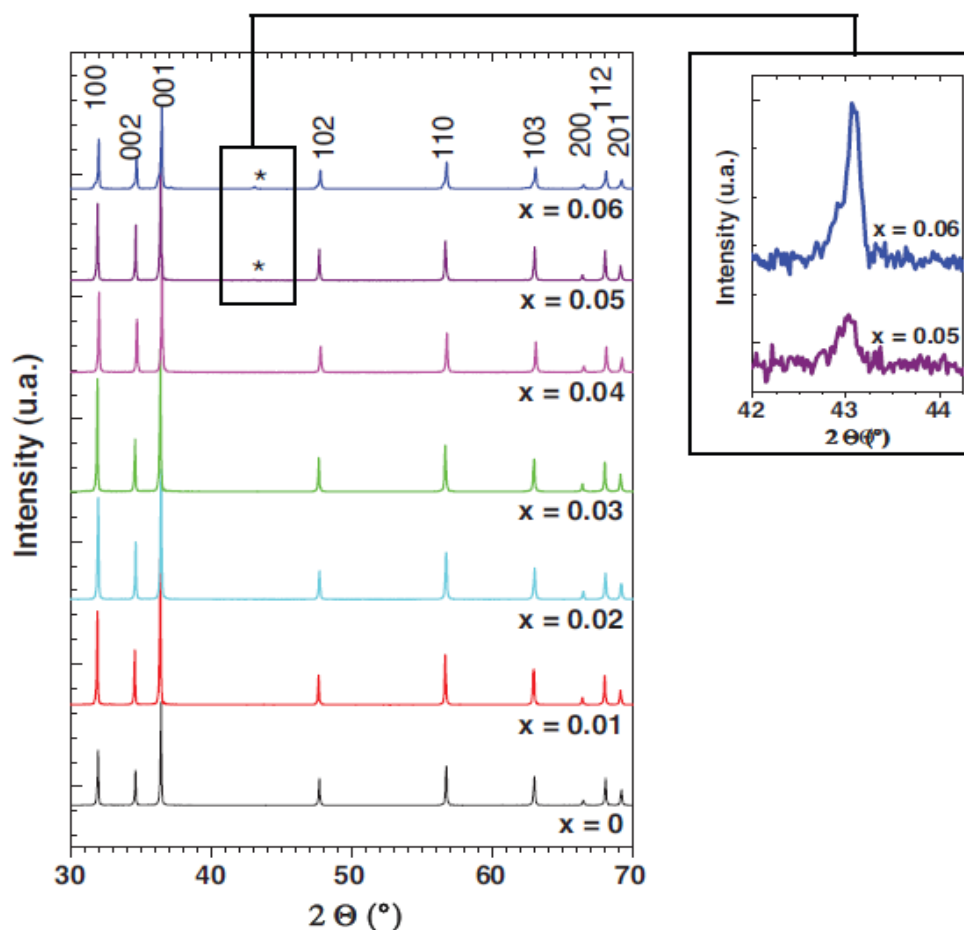 100
002
001
102
110
103
200
112
201
*
x = 0.06
*
x = 0.05
x = 0.04
x = 0.03
x = 0.02
x = 0.01
x = 0
30 40 50 60 70
2 Θ (°)
Intensity (u.a.)
Intensity (u.a.)
x = 0.06
x = 0.05
42 43 44
2 Θ(°)